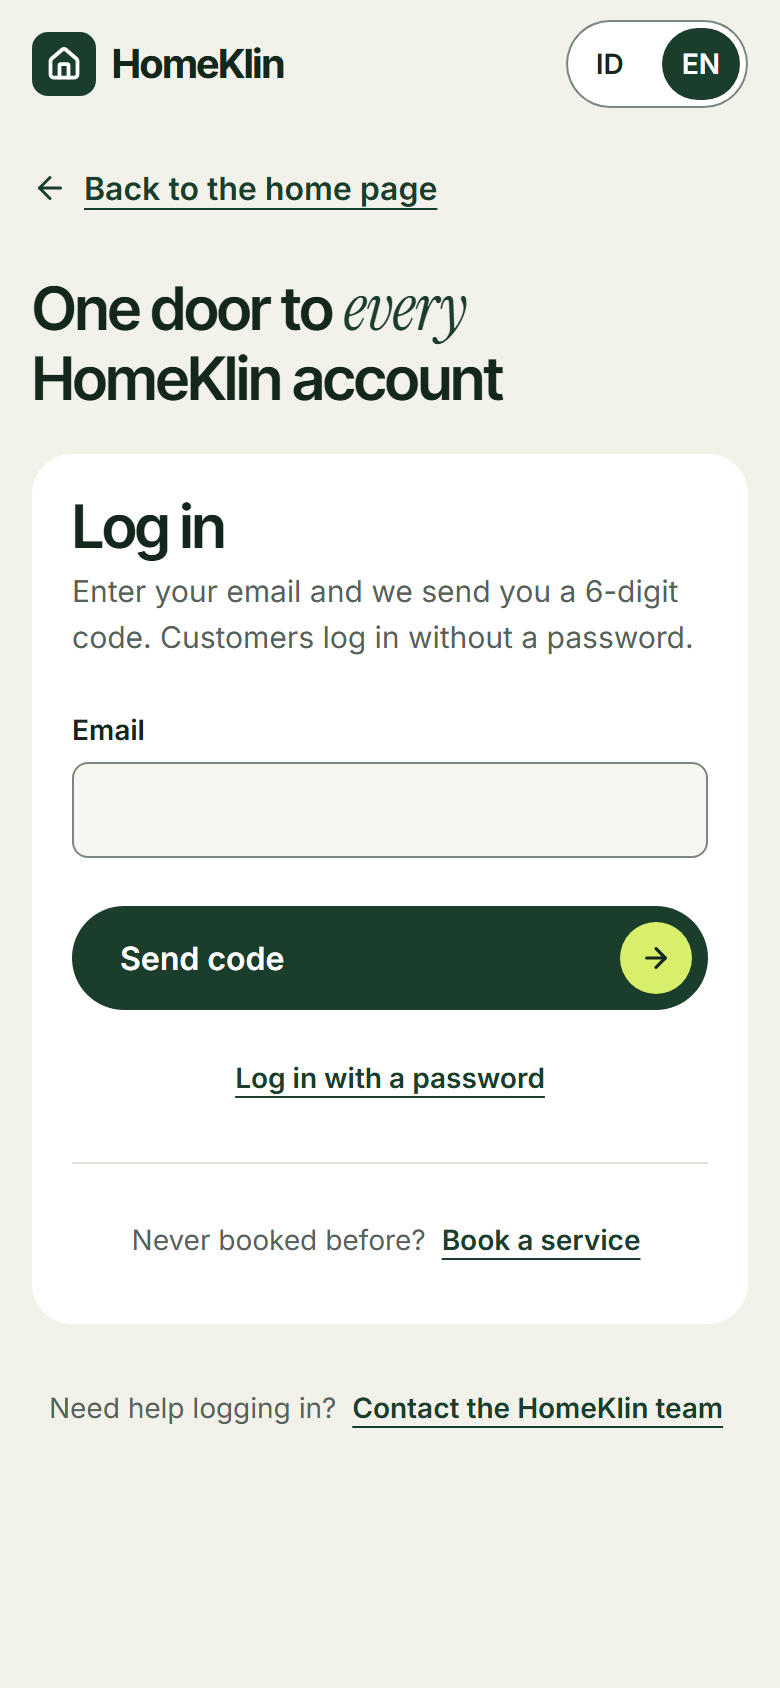 HomeKlin
ID EN
Back to the home page
One door to every
HomeKlin account
Log in
Enter your email and we send you a 6-digit
code. Customers log in without a password.
Email
Send code
Log in with a password
Never booked before? Book a service
Need help logging in? Contact the HomeKlin team